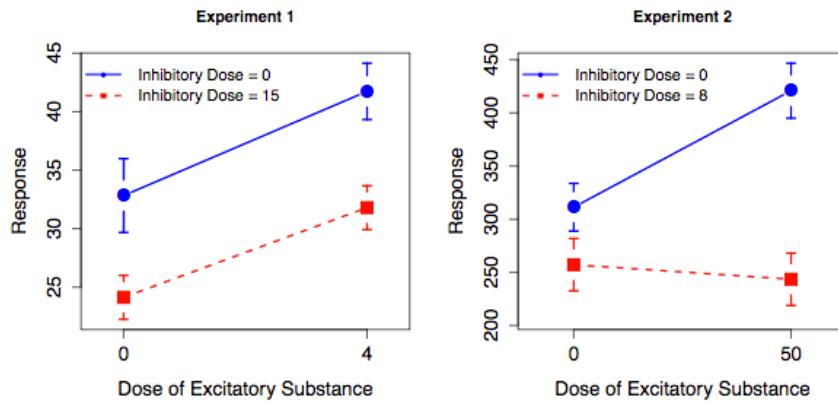 Experiment 1
Inhibitory Dose = 0
Inhibitory Dose = 15
45
40
35
30
25
Response
0
4
Dose of Excitatory Substance
Experiment 2
Inhibitory Dose = 0
Inhibitory Dose = 8
450
400
350
300
250
200
Response
0
50
Dose of Excitatory Substance